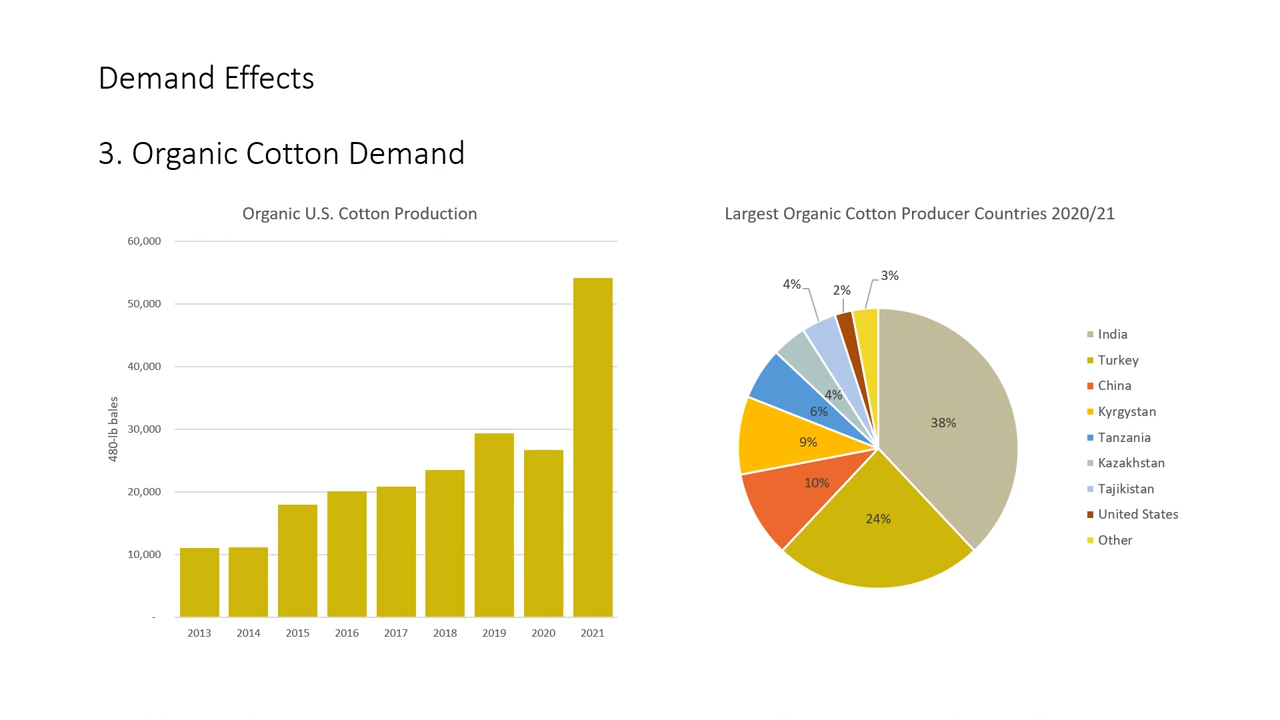 Demand Effects
3. Organic Cotton Demand
Organic U.S. Cotton Production
60,000
50,000
40,000
30,000
20,000
10,000
-
480-lb bales
2013 2014 2015 2016 2017 2018 2019 2020 2021
Largest Organic Cotton Producer Countries 2020/21
38%
24%
10%
9%
6%
4%
4%
2%
3%
India
Turkey
China
Kyrgystan
Tanzania
Kazakhstan
Tajikistan
United States
Other